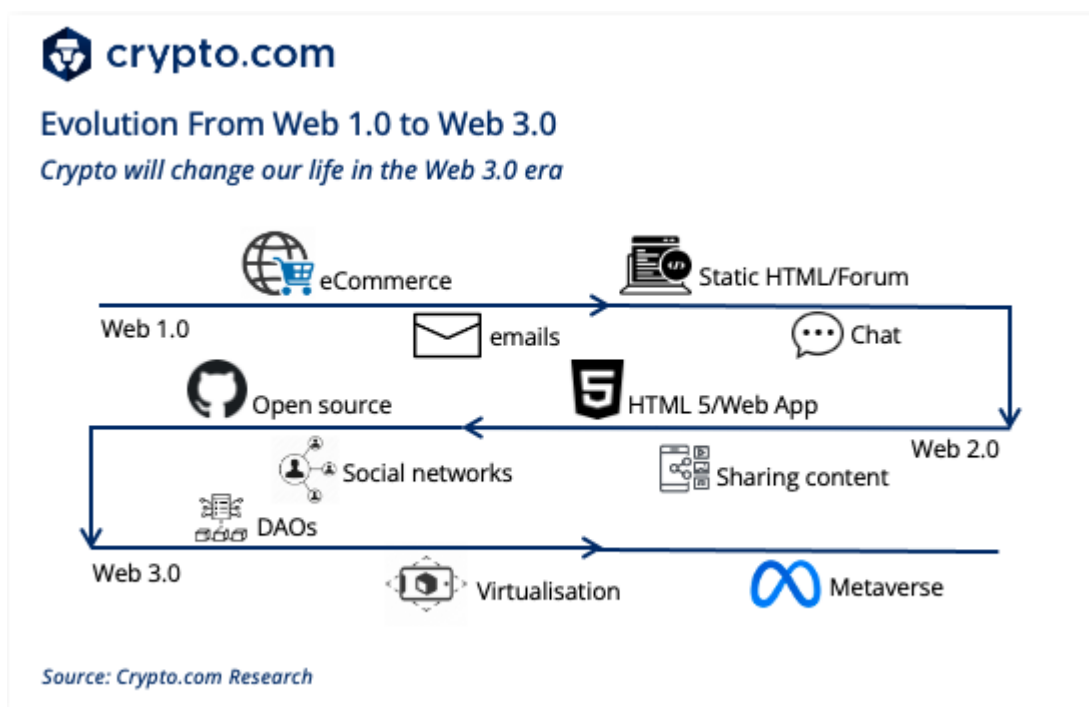 crypto.com
Evolution From Web 1.0 to Web 3.0
Crypto will change our life in the Web 3.0 era
eCommerce
Static HTML/Forum
Web 1.0
emails
Chat
Open source
5
HTML 5/Web App
Web 2.0
Social networks
Sharing content
DAOs
Web 3.0
Virtualisation
Metaverse
Source: Crypto.com Research